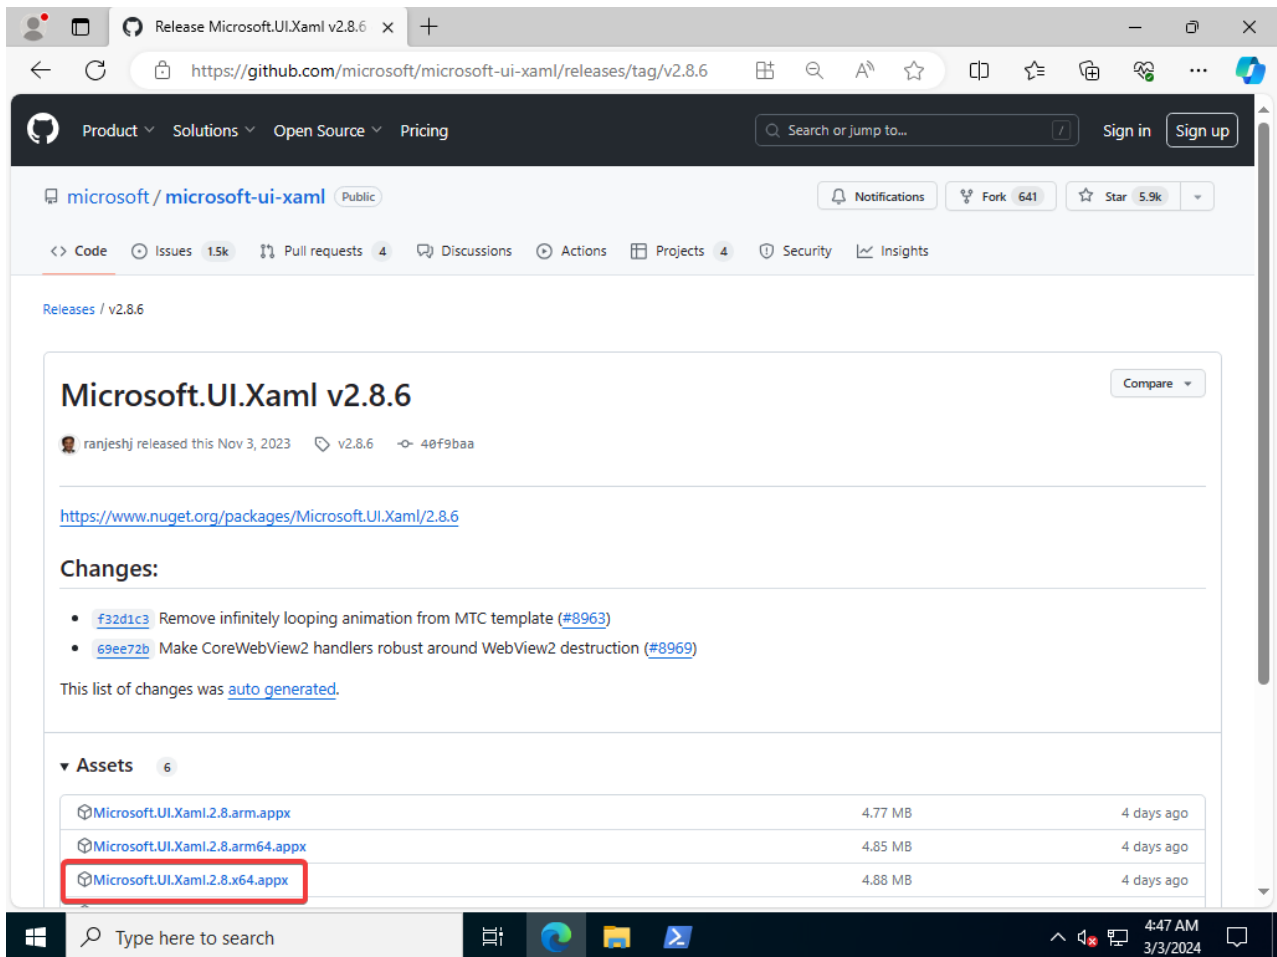 Release Microsoft.UI.Xaml v2.8.6
https://github.com/microsoft/microsoft-ui-xaml/releases/tag/v2.8.6
Product Solutions Open Source Pricing Search or jump to... / Sign in Sign up
microsoft / microsoft-ui-xaml Public Notifications Fork 641 Star 5.9k
<> Code Issues 1.5k Pull requests 4 Discussions Actions Projects 4 Security Insights
Releases / v2.8.6
Microsoft.UI.Xaml v2.8.6 Compare
ranjeshj released this Nov 3, 2023 v2.8.6 40f9baa
https://www.nuget.org/packages/Microsoft.UI.Xaml/2.8.6
Changes:
• f32d1c3 Remove infinitely looping animation from MTC template (#8963)
• 69ee72b Make CoreWebView2 handlers robust around WebView2 destruction (#8969)
This list of changes was auto generated.
Assets 6
Microsoft.UI.Xaml.2.8.arm.appx 4.77 MB 4 days ago
Microsoft.UI.Xaml.2.8.arm64.appx 4.85 MB 4 days ago
Microsoft.UI.Xaml.2.8.x64.appx 4.88 MB 4 days ago
Type here to search 4:47 AM
3/3/2024